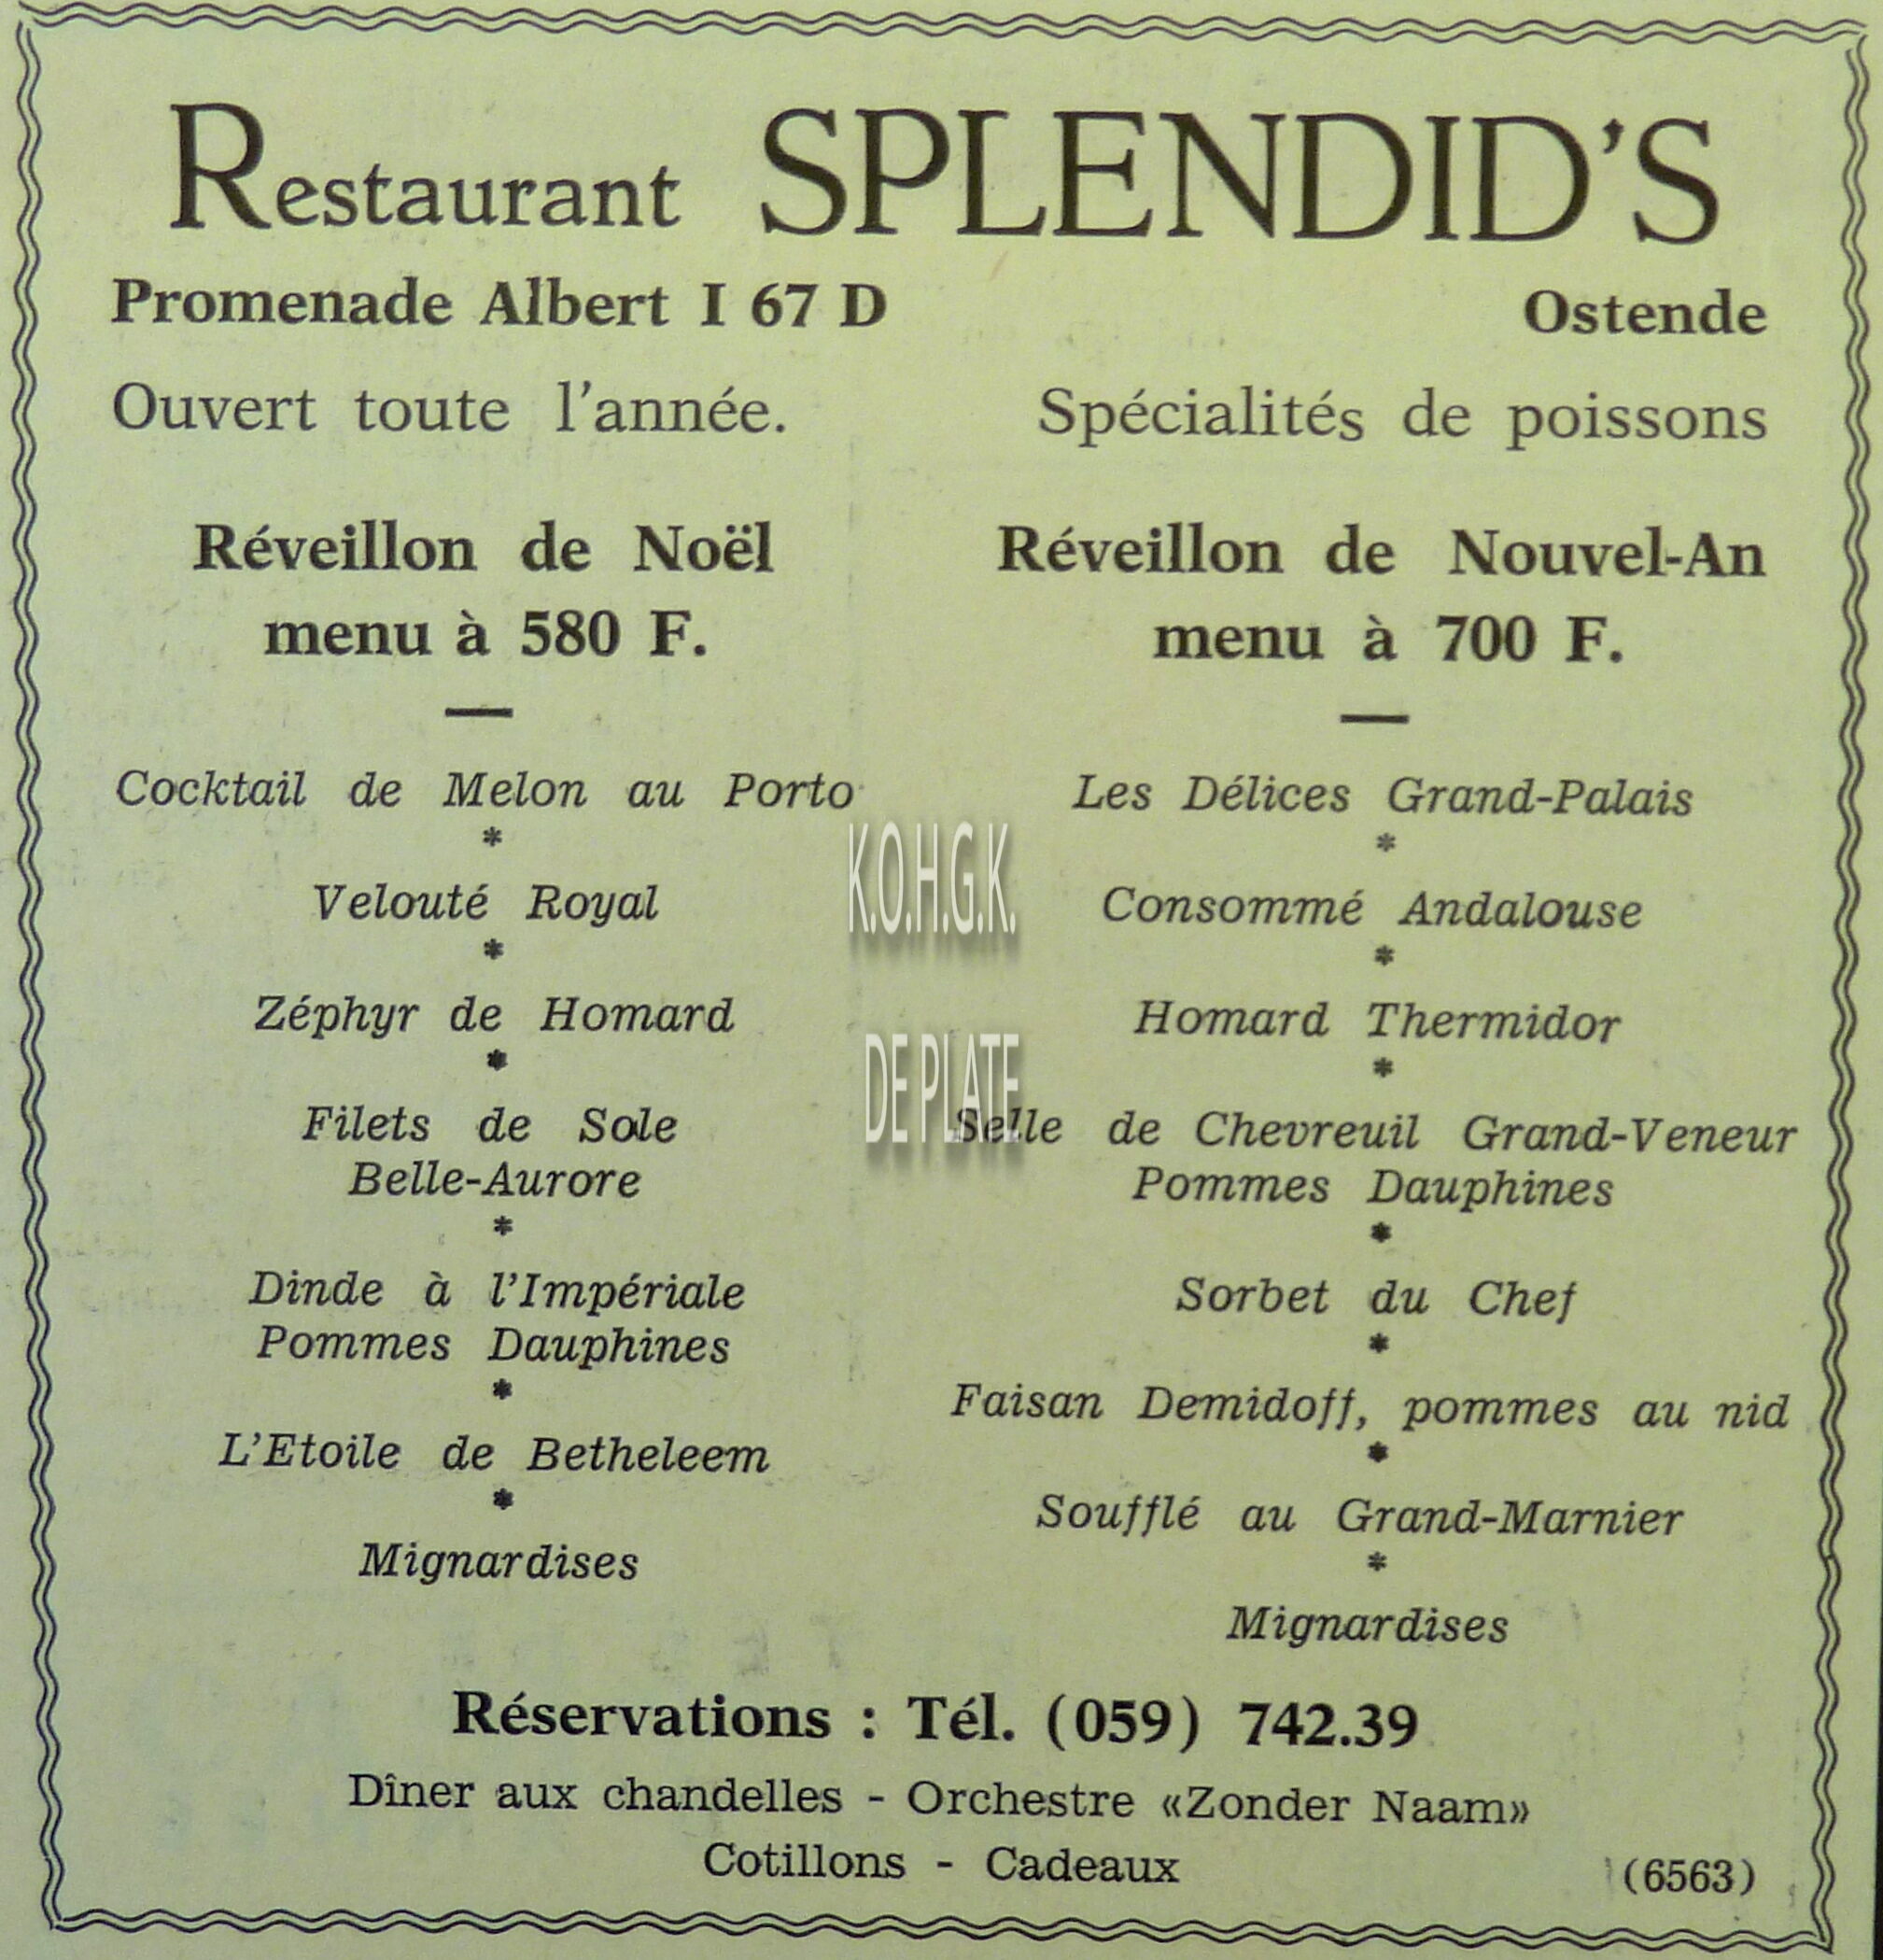 Restaurant SPLENDID'S
Promenade Albert I 67 D Ostende
Ouvert toute l'année. Spécialités de poissons
Réveillon de Noël
menu à 580 F.
Cocktail de Melon au Porto
*
Velouté Royal
*
Zéphyr de Homard
*
Filets de Sole
Belle-Aurore
*
Dinde à l'Impériale
Pommes Dauphines
*
L'Etoile de Betheleem
*
Mignardises
Réveillon de Nouvel-An
menu à 700 F.
Les Délices Grand-Palais
*
Consommé Andalouse
*
Homard Thermidor
*
Selle de Chevreuil Grand-Veneur
Pommes Dauphines
*
Sorbet du Chef
*
Faisan Demidoff, pommes au nid
*
Soufflé au Grand-Marnier
*
Mignardises
K.O.H.G.K.
DE PLATE
Réservations : Tél. (059) 742.39
Dîner aux chandelles - Orchestre «Zonder Naam»
Cotillons - Cadeaux
(6563)